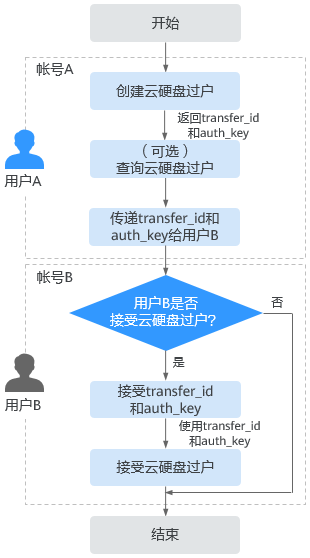 开始
帐号A
创建云硬盘过户
返回transfer_id
和auth_key
（可选）
查询云硬盘过户
用户A
传递transfer_id和
auth_key给用户B
帐号B
用户B是否
接受云硬盘过户?
否
是
用户B
接受transfer_id
和auth_key
使用transfer_id
和auth_key
接受云硬盘过户
结束